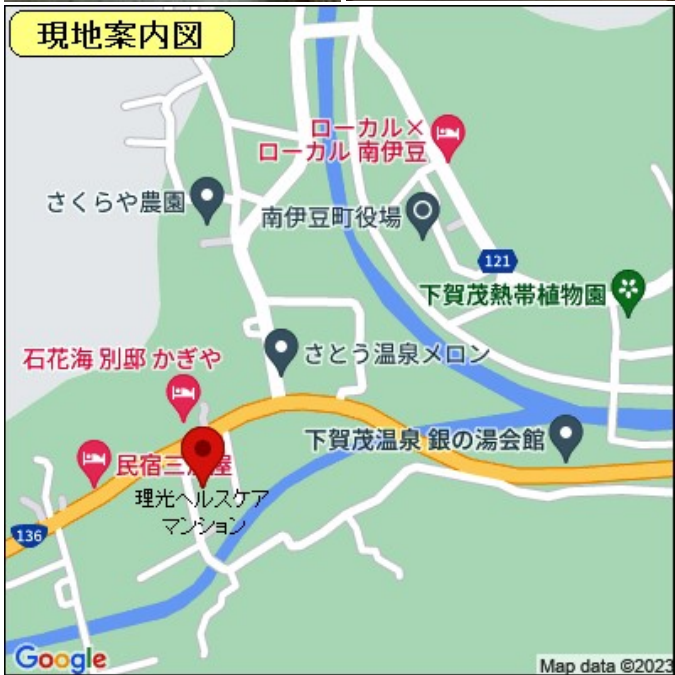 現地案内図
ローカル×
ローカル 南伊豆
さくらや農園
南伊豆町役場
121
下賀茂熱帯植物園
さとう温泉メロン
石花海 別邸 かぎや
下賀茂温泉 銀の湯会館
民宿三
屋
理光ヘルスケア
マンション
136
Google
Map data ©2023